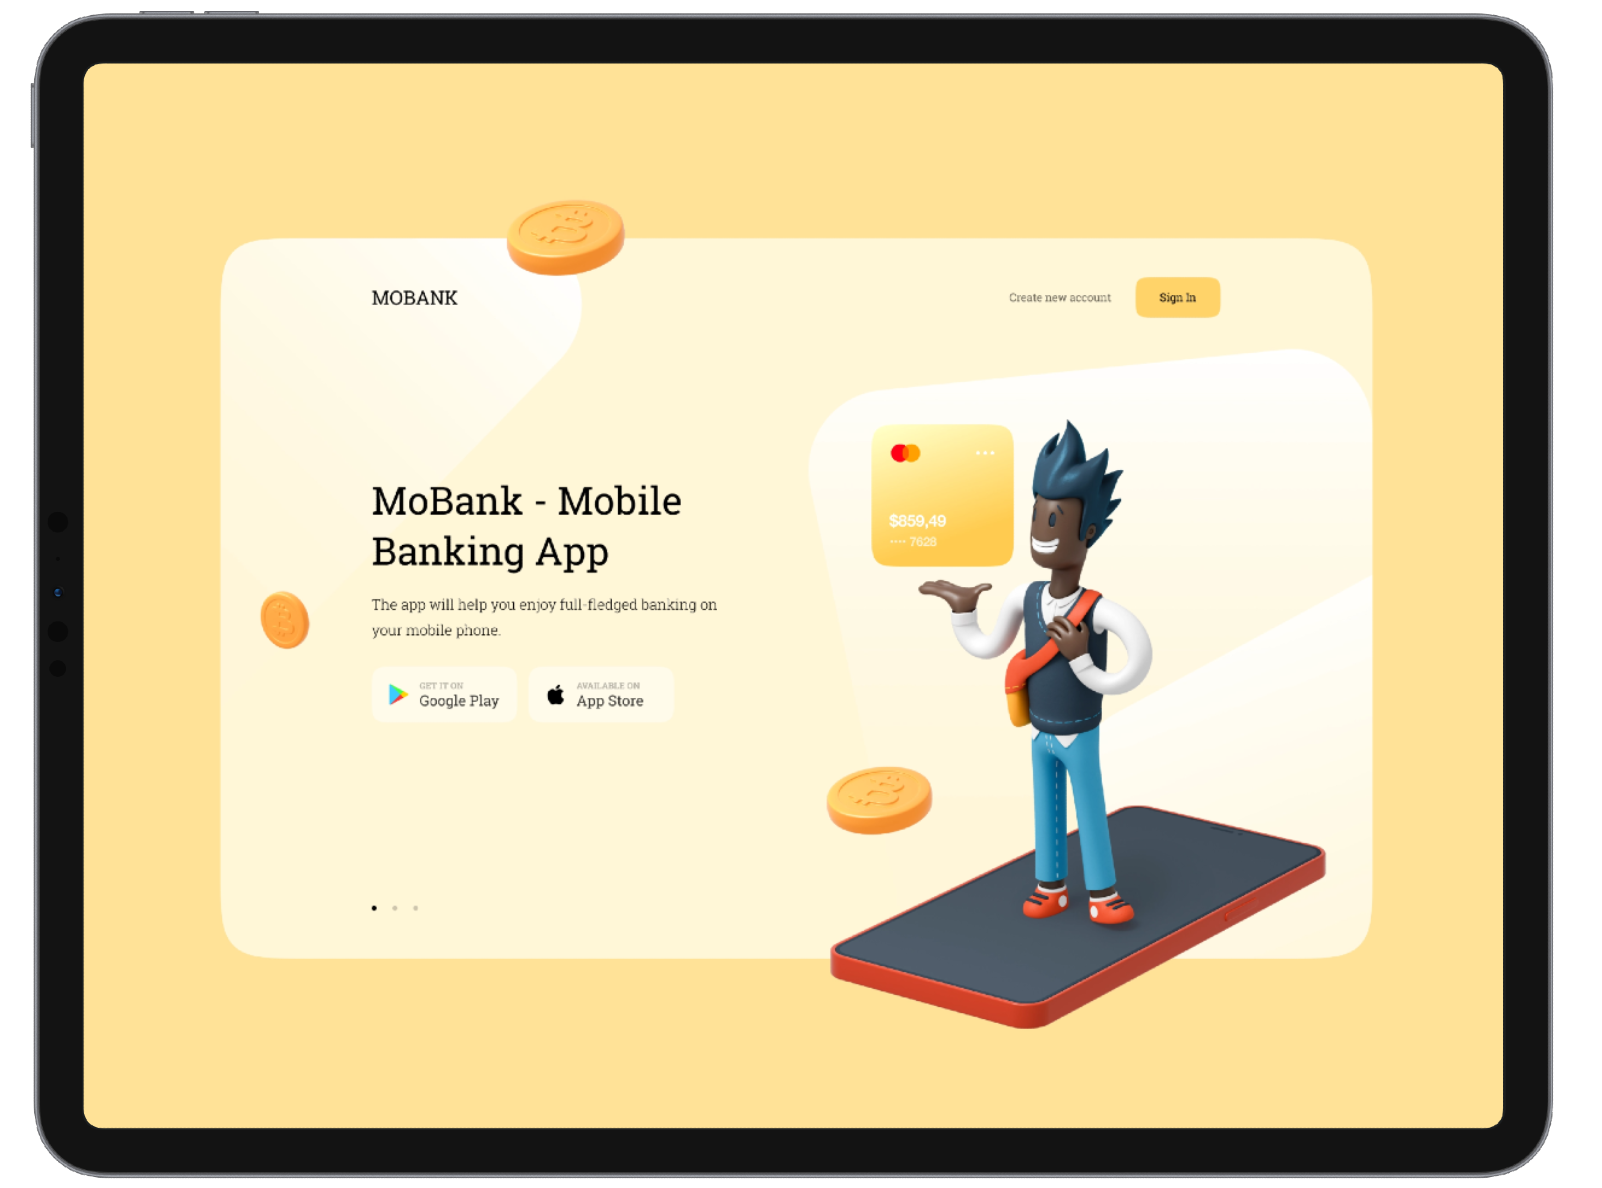 MOBANK
Create new account
Sign In
MoBank - Mobile
Banking App
The app will help you enjoy full-fledged banking on
your mobile phone.
GET IT ON
Google Play
AVAILABLE ON
App Store
$859,49
•••• 7628